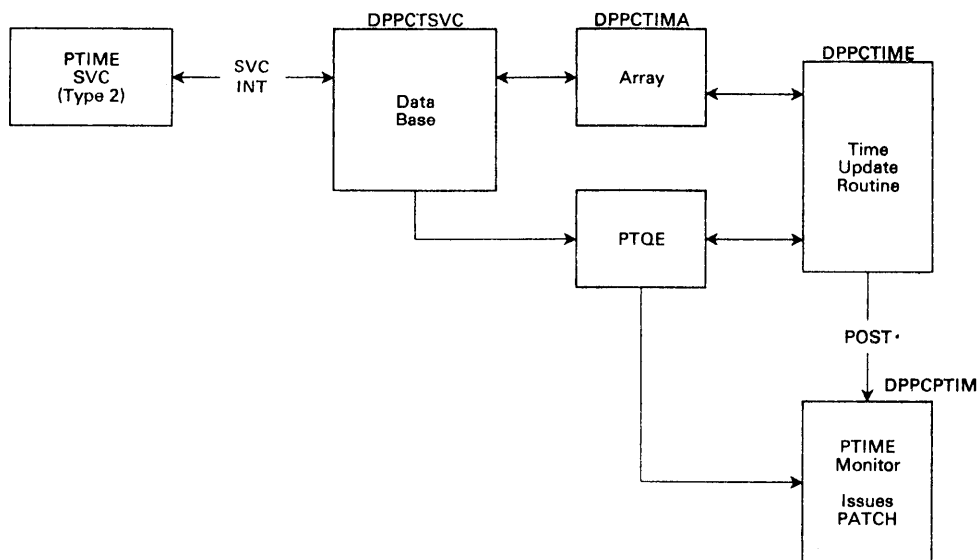 DPPCTSVC
DPPCTIMA
DPPCTIME
PTIME
SVC
(Type 2)
SVC
INT
Data
Base
Array
Time
Update
Routine
PTQE
POST
DPPCPTIM
PTIME
Monitor
Issues
PATCH